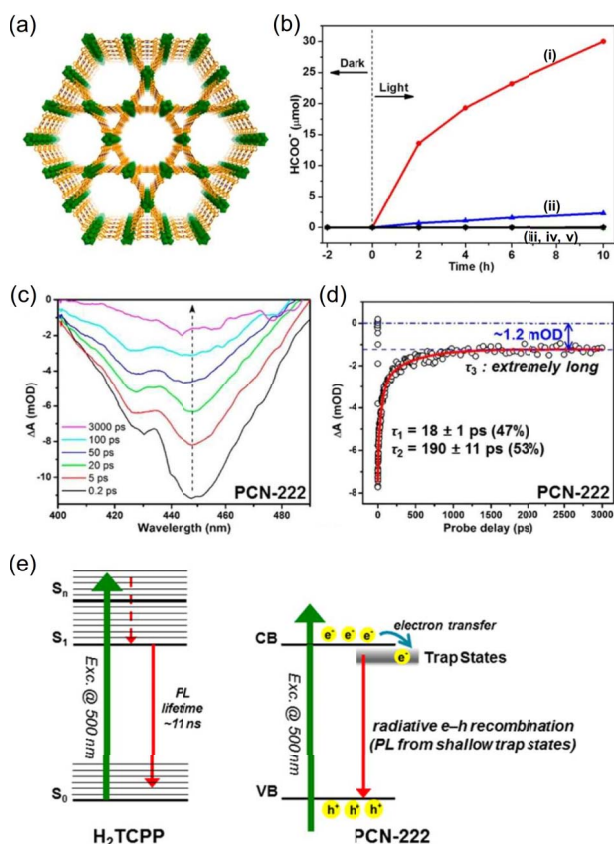 (a)
(b)
HCOO⁻ (μmol)
30
25
20
15
10
5
0
Dark
Light
(i)
(ii)
(ii, iv, v)
-2 0 2 4 6 8 10
Time (h)
(c)
ΔA (mOD)
0
-2
-4
-6
-8
-10
3000 ps
100 ps
50 ps
20 ps
5 ps
0.2 ps
PCN-222
400 420 440 460 480
Wavelength (nm)
(d)
ΔA (mOD)
0
-2
-4
-6
-8
~1.2 mOD
τ₃ : extremely long
τ₁ = 18 ± 1 ps (47%)
τ₂ = 190 ± 11 ps (53%)
PCN-222
0 500 1000 1500 2000 2500 3000
Probe delay (ps)
(e)
Sₙ
S₁
S₀
Exc. @ 500 nm
PL
lifetime
~11 ns
H₂TCPP
CB
VB
Exc. @ 500 nm
e⁻ e⁻ e⁻
electron transfer
e⁻
Trap States
radiative e–h recombination
(PL from shallow trap states)
h⁺ h⁺ h⁺
PCN-222